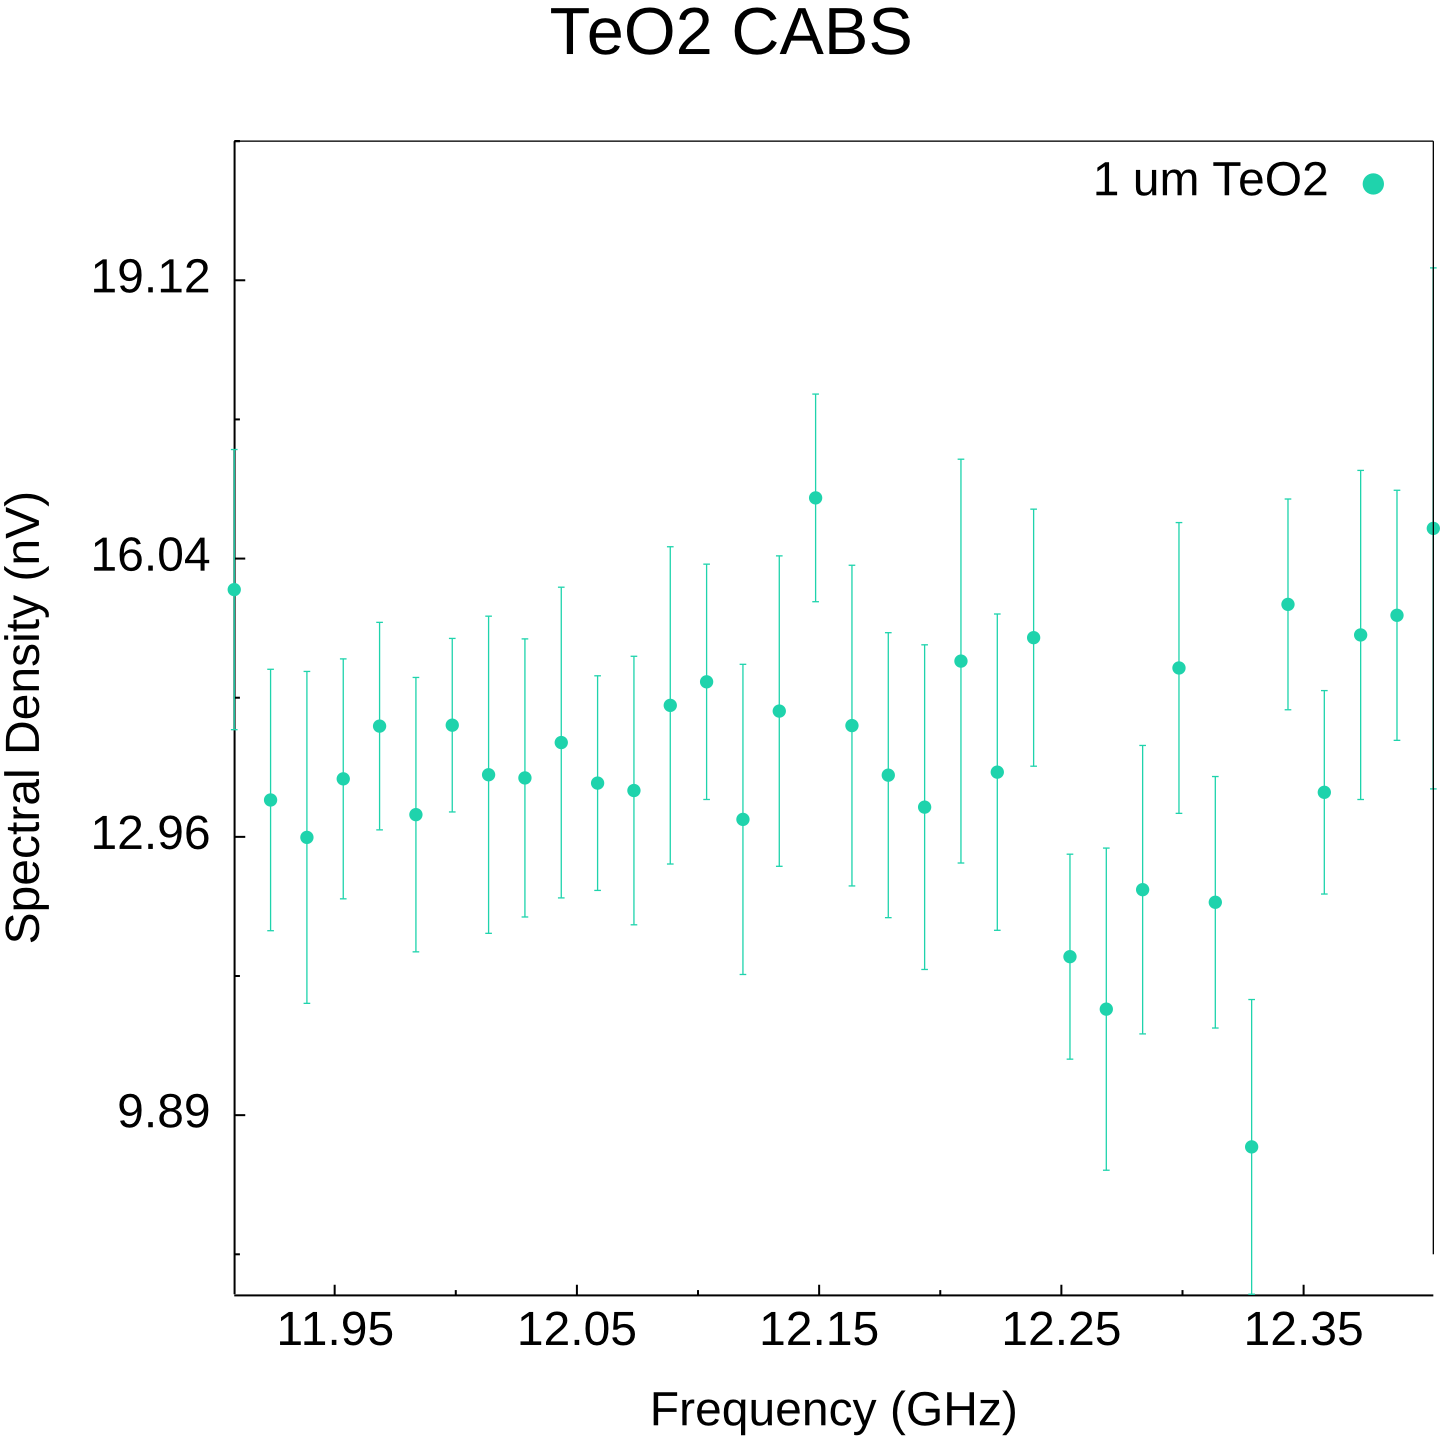 TeO2 CABS
1 um TeO2
19.12
16.04
12.96
9.89
Spectral Density (nV)
11.95 12.05 12.15 12.25 12.35
Frequency (GHz)